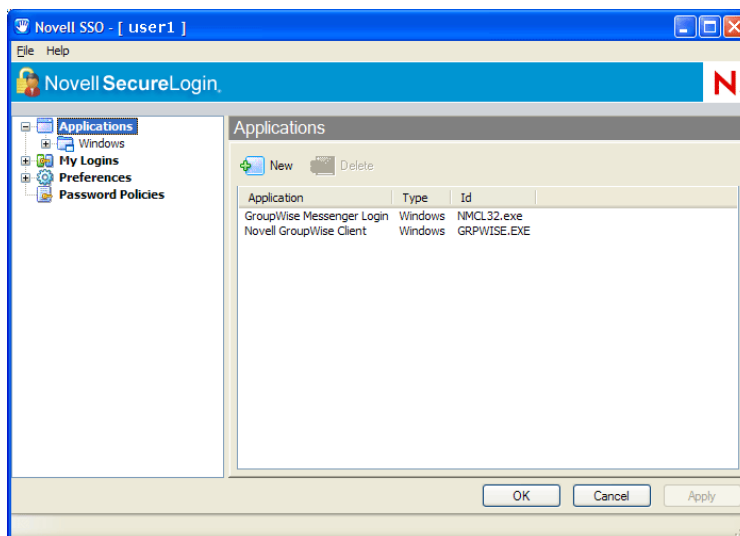 Novell SSO - [ user1 ]
File Help
Novell SecureLogin.
N
Applications
Windows
My Logins
Preferences
Password Policies
Applications
New Delete
Application Type Id
GroupWise Messenger Login Windows NMCL32.exe
Novell GroupWise Client Windows GRPWISE.EXE
OK Cancel Apply